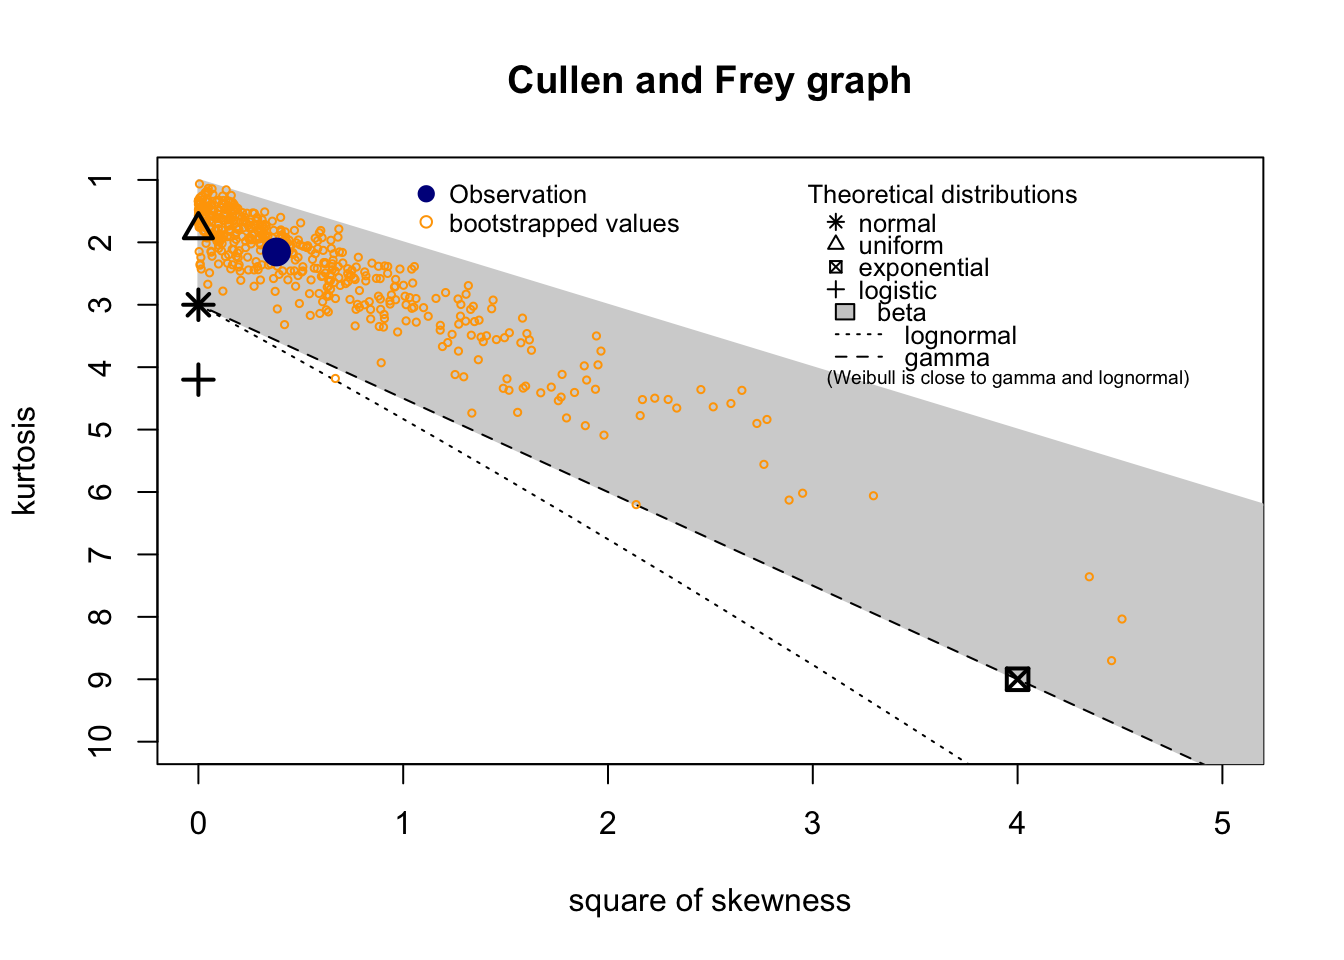 Cullen and Frey graph
Observation
bootstrapped values
Theoretical distributions
normal
uniform
exponential
logistic
beta
lognormal
gamma
(Weibull is close to gamma and lognormal)
kurtosis
1
2
3
4
5
6
7
8
9
10
0 1 2 3 4 5
square of skewness